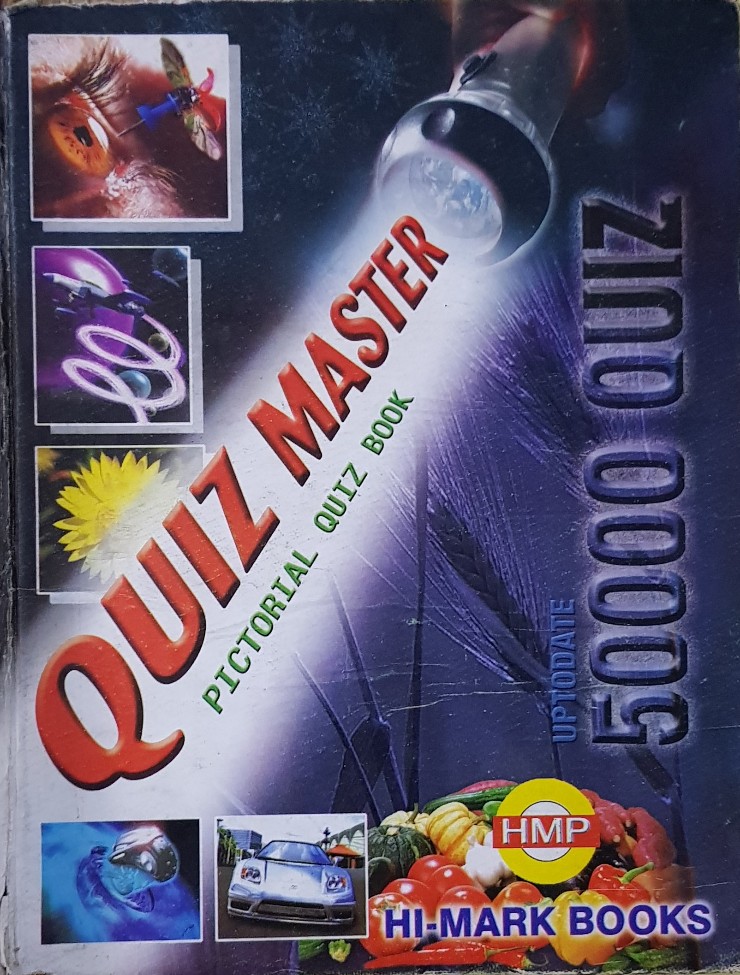 QUIZ MASTER
PICTORIAL QUIZ BOOK
UPTODATE
50000 QUIZ
HMP
HI-MARK BOOKS